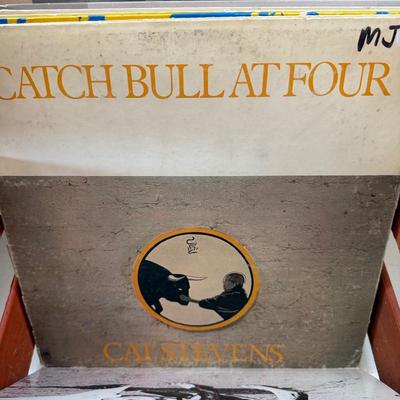 MJ
CATCH BULL AT FOUR
CAT STEVENS